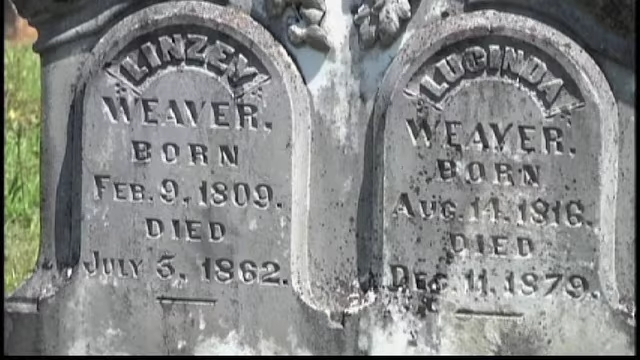 LINZEY
WEAVER.
BORN
FEB. 9. 1809.
DIED
JULY 5, 1862.
LUCINDA
WEAVER.
BORN
AUG. 14. 1816.
DIED
DEC. 11. 1879.